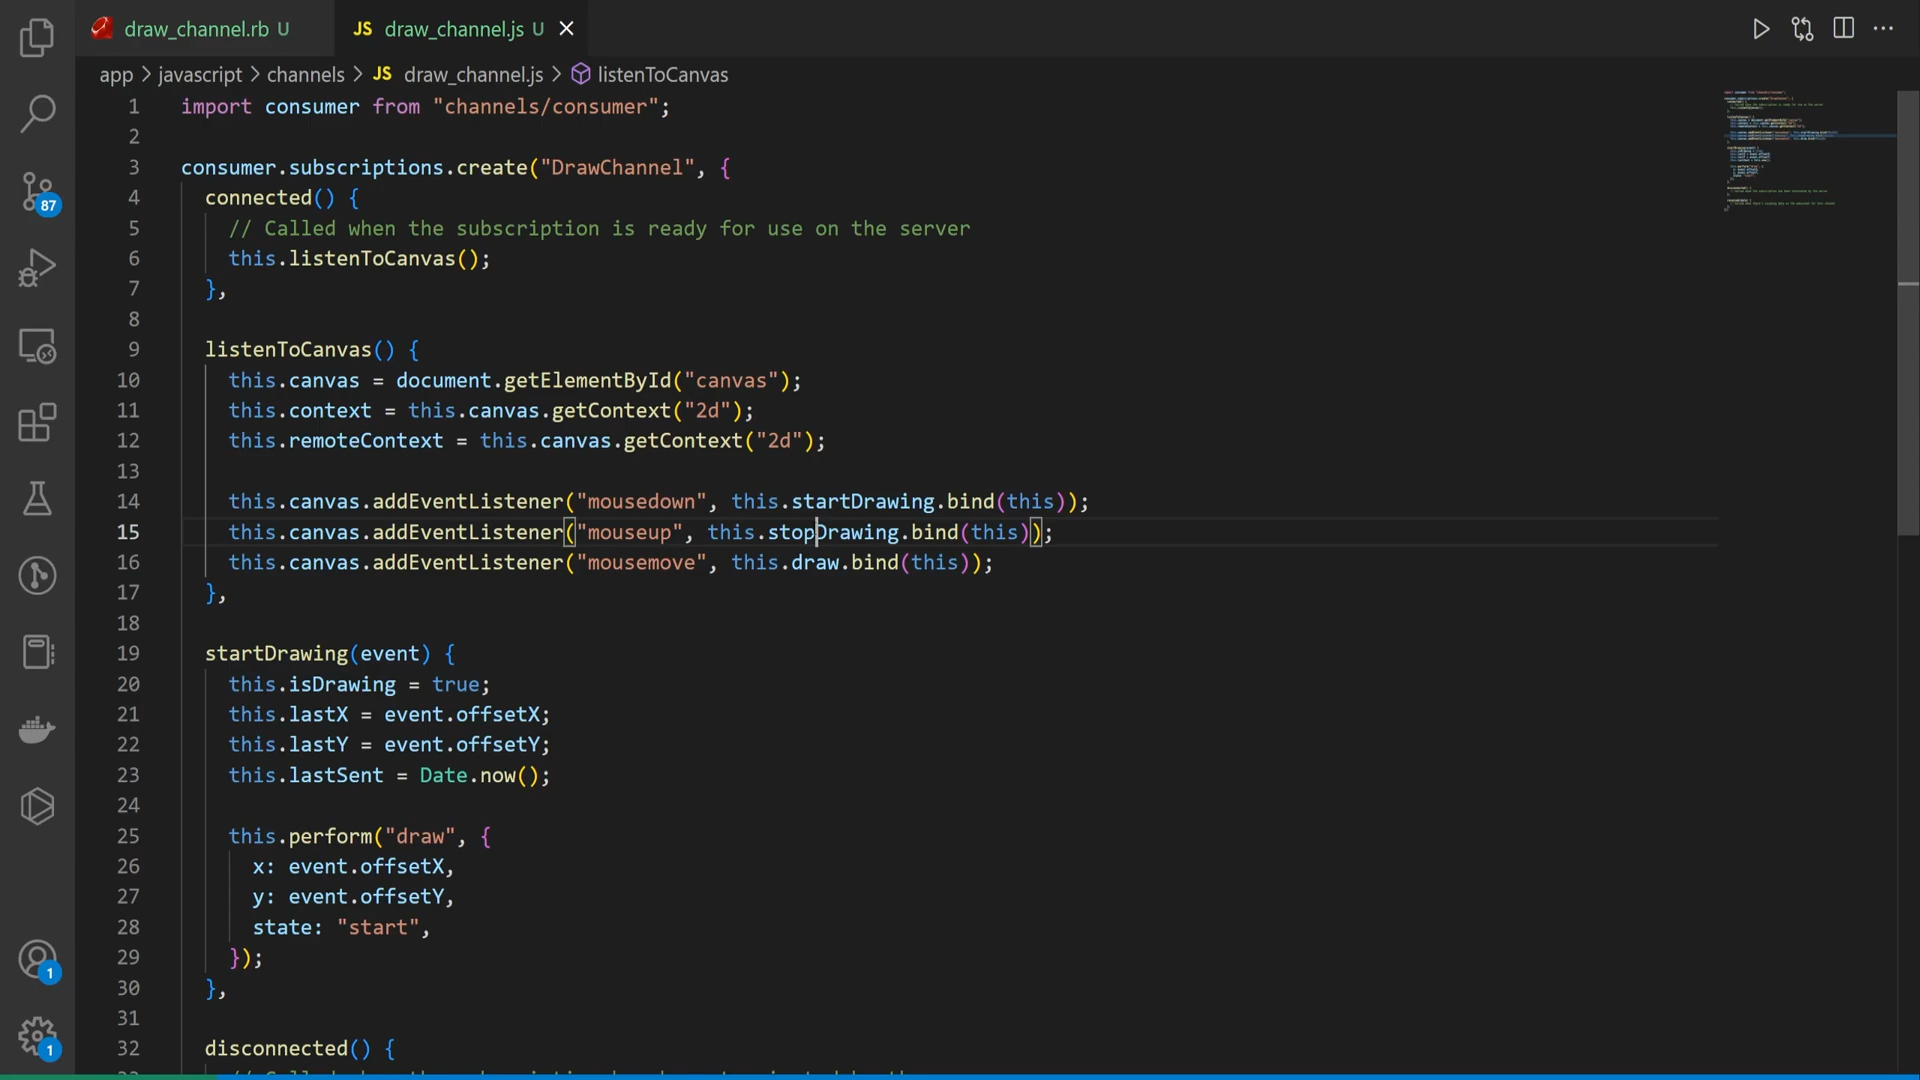 draw_channel.rb U
JS draw_channel.js U
app > javascript > channels > JS draw_channel.js > listenToCanvas
1 import consumer from "channels/consumer";
2
3 consumer.subscriptions.create("DrawChannel", {
4 connected() {
5 // Called when the subscription is ready for use on the server
6 this.listenToCanvas();
7 },
8
9 listenToCanvas() {
10 this.canvas = document.getElementById("canvas");
11 this.context = this.canvas.getContext("2d");
12 this.remoteContext = this.canvas.getContext("2d");
13
14 this.canvas.addEventListener("mousedown", this.startDrawing.bind(this));
15 this.canvas.addEventListener("mouseup", this.stopDrawing.bind(this));
16 this.canvas.addEventListener("mousemove", this.draw.bind(this));
17 },
18
19 startDrawing(event) {
20 this.isDrawing = true;
21 this.lastX = event.offsetX;
22 this.lastY = event.offsetY;
23 this.lastSent = Date.now();
24
25 this.perform("draw", {
26 x: event.offsetX,
27 y: event.offsetY,
28 state: "start",
29 });
30 },
31
32 disconnected() {
87
1
1